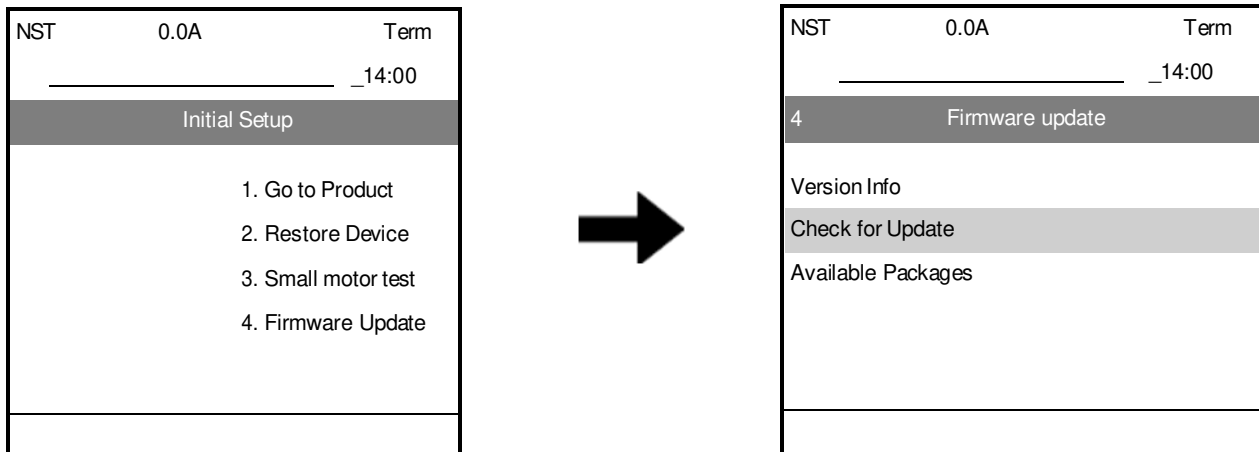 NST 0.0A Term
_14:00
Initial Setup
1. Go to Product
2. Restore Device
3. Small motor test
4. Firmware Update
NST 0.0A Term
_14:00
4 Firmware update
Version Info
Check for Update
Available Packages